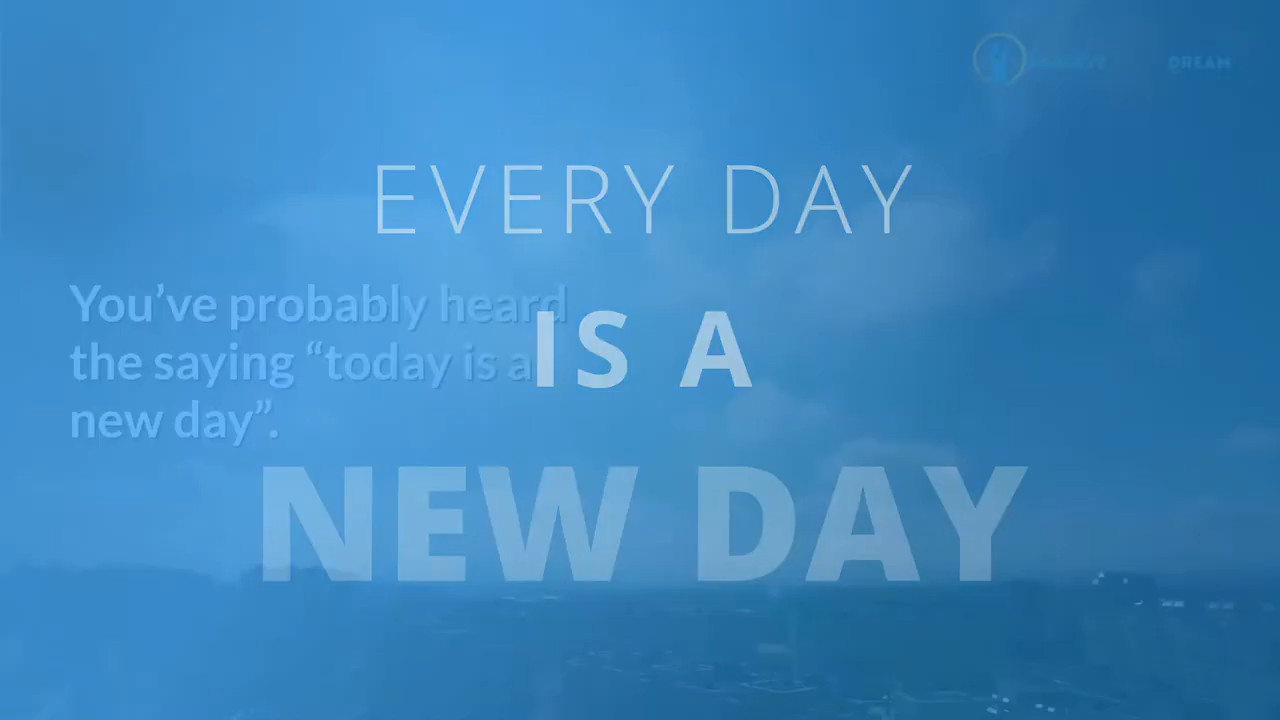 DREAM
EVERY DAY
IS A
NEW DAY
You’ve probably heard
the saying “today is a
new day”.